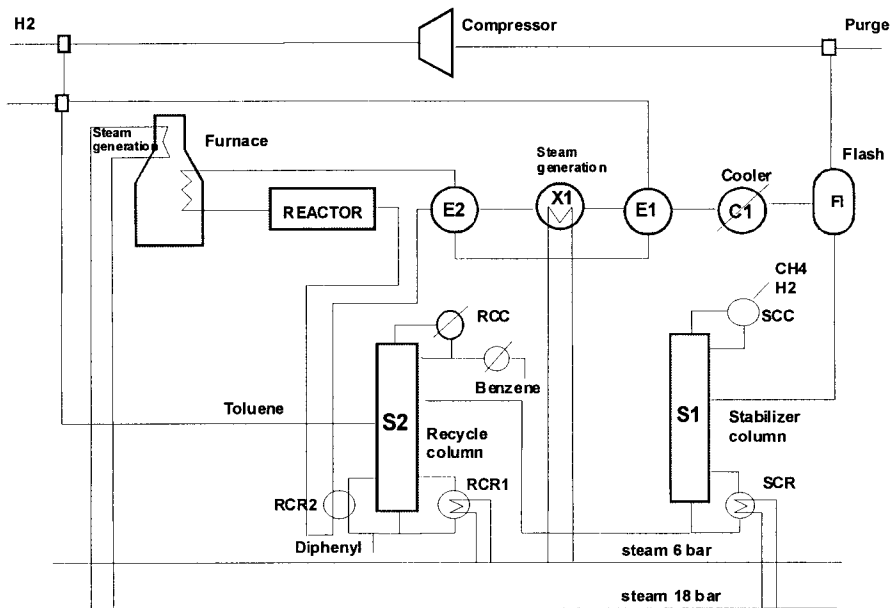 H2
Compressor
Purge
Steam
generation
Furnace
Steam
generation
Cooler
Flash
REACTOR
E2
X1
E1
C1
Fl
CH4
H2
RCC
SCC
Benzene
Toluene
S2
S1
Recycle
column
Stabilizer
column
RCR2
RCR1
SCR
Diphenyl
steam 6 bar
steam 18 bar